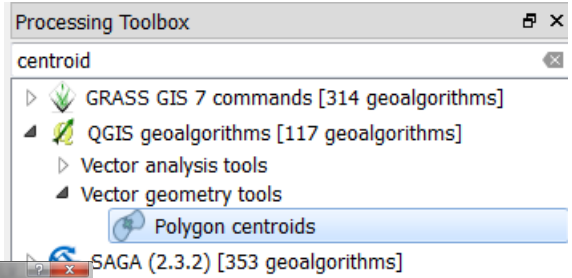 Processing Toolbox
centroid
GRASS GIS 7 commands [314 geoalgorithms]
QGIS geoalgorithms [117 geoalgorithms]
Vector analysis tools
Vector geometry tools
Polygon centroids
SAGA (2.3.2) [353 geoalgorithms]